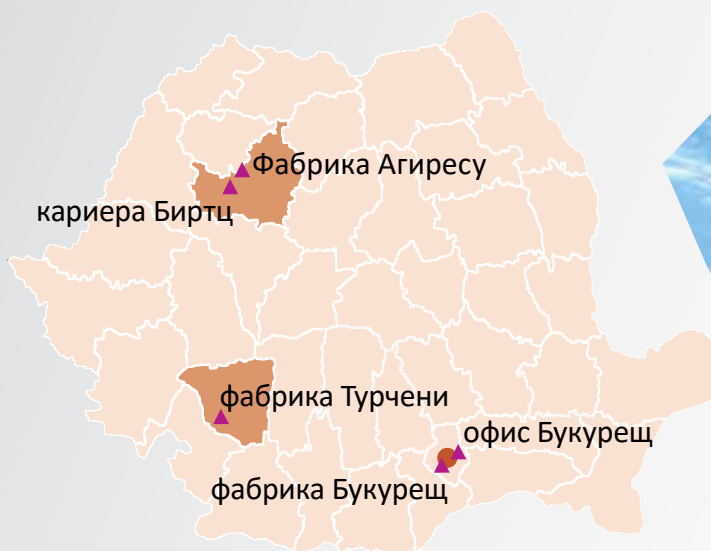 Фабрика Агиресу
кариера Биртц
фабрика Турчени
офис Букурещ
фабрика Букурещ